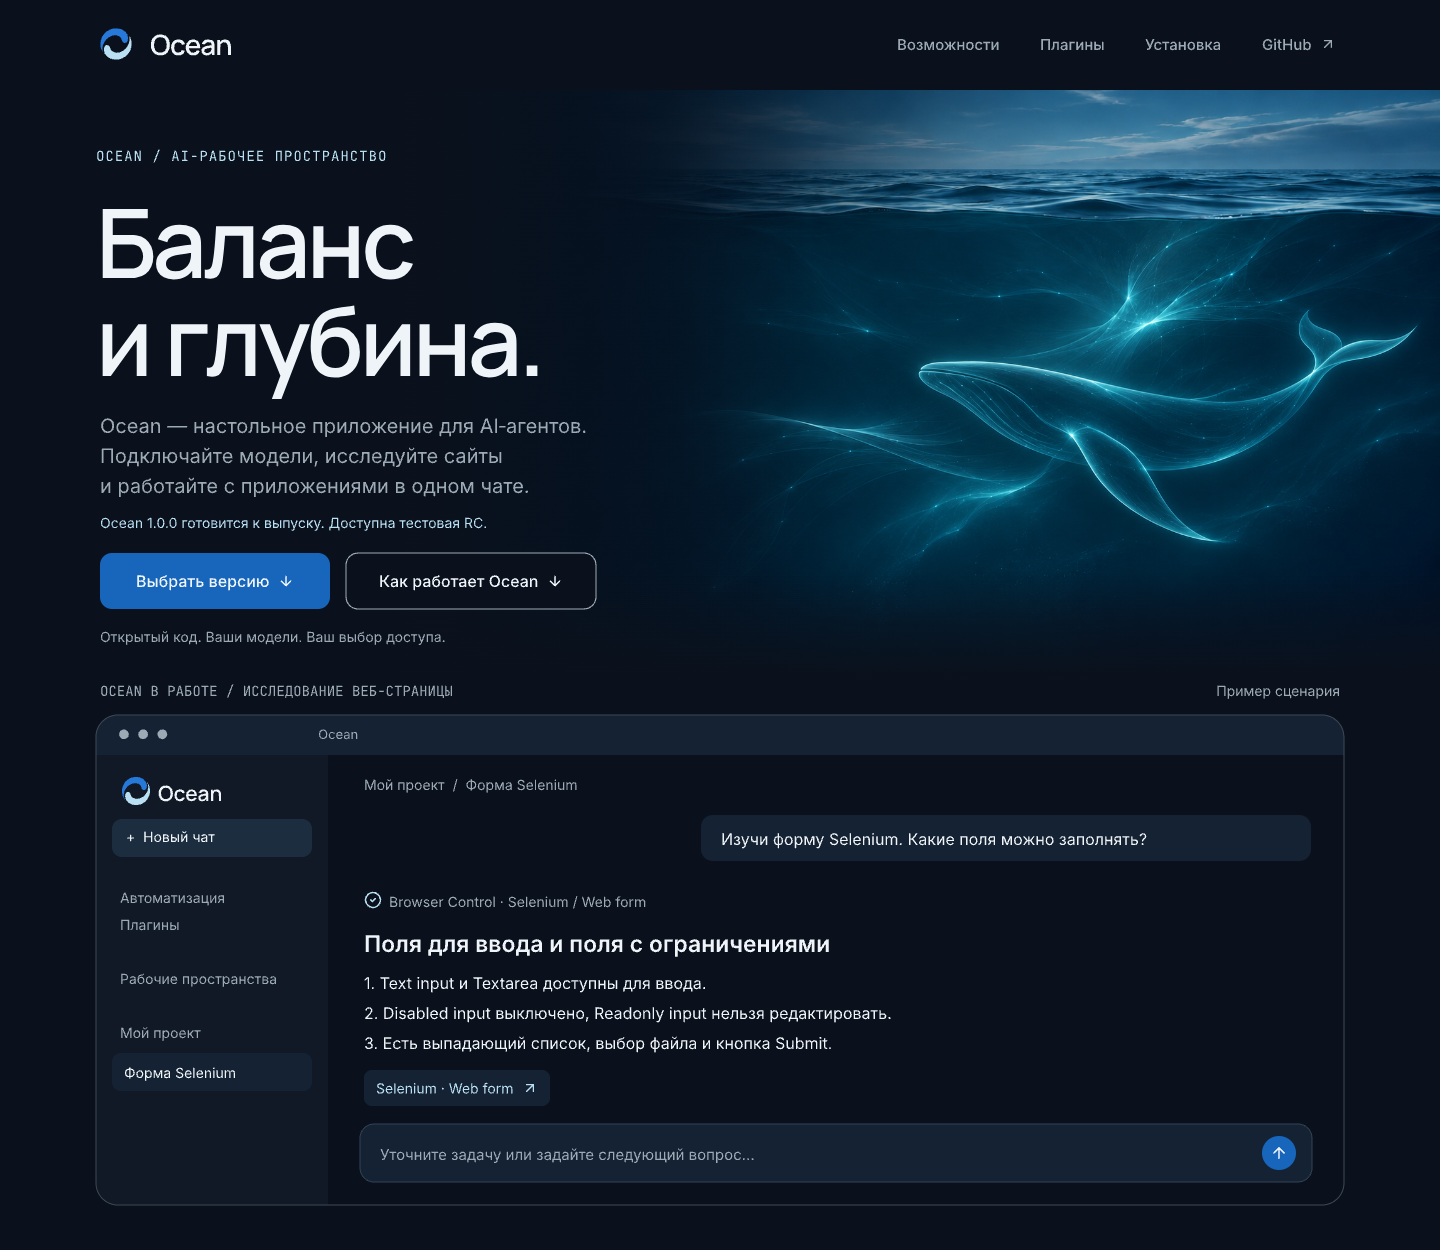 Ocean
Возможности
Плагины
Установка
GitHub ↗
OCEAN / AI-РАБОЧЕЕ ПРОСТРАНСТВО
Баланс
и глубина.
Ocean — настольное приложение для AI-агентов.
Подключайте модели, исследуйте сайты
и работайте с приложениями в одном чате.
Ocean 1.0.0 готовится к выпуску. Доступна тестовая RC.
Выбрать версию ↓
Как работает Ocean ↓
Открытый код. Ваши модели. Ваш выбор доступа.
OCEAN В РАБОТЕ / ИССЛЕДОВАНИЕ ВЕБ-СТРАНИЦЫ
Пример сценария
Ocean
Ocean
+ Новый чат
Автоматизация
Плагины
Рабочие пространства
Мой проект
Форма Selenium
Мой проект / Форма Selenium
Изучи форму Selenium. Какие поля можно заполнять?
Browser Control · Selenium / Web form
Поля для ввода и поля с ограничениями
1. Text input и Textarea доступны для ввода.
2. Disabled input выключено, Readonly input нельзя редактировать.
3. Есть выпадающий список, выбор файла и кнопка Submit.
Selenium · Web form ↗
Уточните задачу или задайте следующий вопрос...